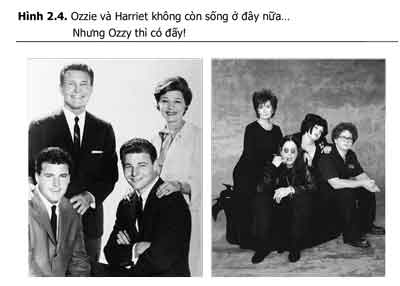 Hình 2.4. Ozzie và Harriet không còn sống ở đây nữa…
Nhưng Ozzy thì có đấy!